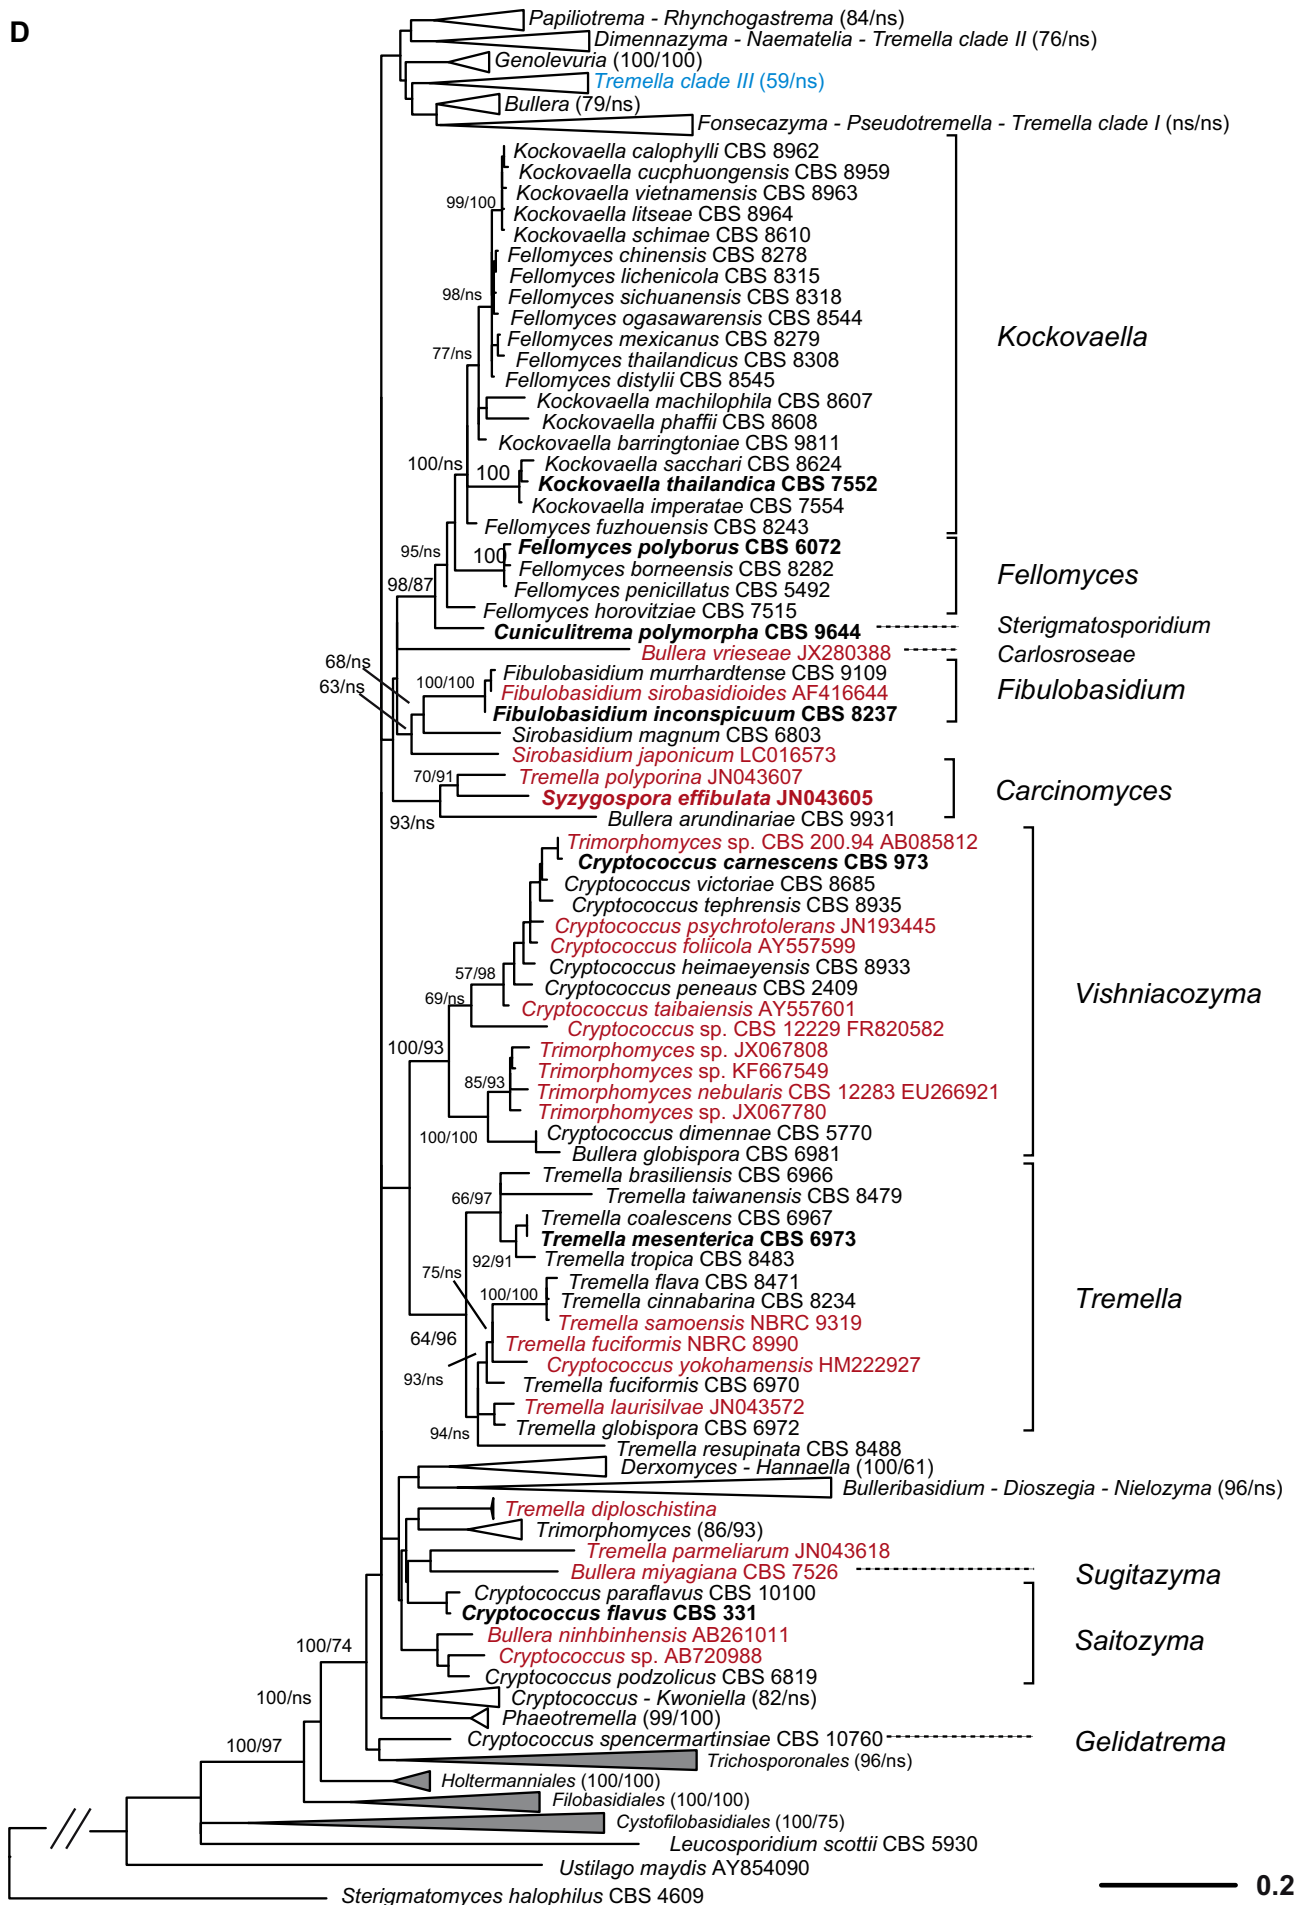 D
Papiliotrema - Rhynchogastrema (84/ns)
Dimennazyma - Naematelia - Tremella clade II (76/ns)
Genolevuria (100/100)
Tremella clade III (59/ns)
Bullera (79/ns)
Fonsecazyma - Pseudotremella - Tremella clade I (ns/ns)
Kockovaella calophylli CBS 8962
Kockovaella cucphuongensis CBS 8959
Kockovaella vietnamensis CBS 8963
99/100
Kockovaella litseae CBS 8964
Kockovaella schimae CBS 8610
Fellomyces chinensis CBS 8278
Fellomyces lichenicola CBS 8315
98/ns
Fellomyces sichuanensis CBS 8318
Fellomyces ogasawarensis CBS 8544
Kockovaella
Fellomyces mexicanus CBS 8279
77/ns
Fellomyces thailandicus CBS 8308
Fellomyces distylii CBS 8545
Kockovaella machilophila CBS 8607
Kockovaella phaffii CBS 8608
Kockovaella barringtoniae CBS 9811
100/ns
Kockovaella sacchari CBS 8624
100
Kockovaella thailandica CBS 7552
Kockovaella imperatae CBS 7554
Fellomyces fuzhouensis CBS 8243
95/ns
Fellomyces polyborus CBS 6072
100
Fellomyces borneensis CBS 8282
Fellomyces
98/87
Fellomyces penicillatus CBS 5492
Fellomyces horovitziae CBS 7515
Cuniculitrema polymorpha CBS 9644
Sterigmatosporidium
Bullera vrieseae JX280388
Carlosroseae
68/ns
Fibulobasidium murrhardtense CBS 9109
63/ns
100/100
Fibulobasidium sirobasidioides AF416644
Fibulobasidium
Fibulobasidium inconspicuum CBS 8237
Sirobasidium magnum CBS 6803
Sirobasidium japonicum LC016573
70/91
Tremella polyporina JN043607
Syzygospora effibulata JN043605
Carcinomyces
93/ns
Bullera arundinariae CBS 9931
Trimorphomyces sp. CBS 200.94 AB085812
Cryptococcus carnescens CBS 973
Cryptococcus victoriae CBS 8685
Cryptococcus tephrensis CBS 8935
Cryptococcus psychrotolerans JN193445
Cryptococcus foliicola AY557599
57/98
Cryptococcus heimaeyensis CBS 8933
Cryptococcus peneaus CBS 2409
Vishniacozyma
69/ns
Cryptococcus taibaiensis AY557601
Cryptococcus sp. CBS 12229 FR820582
100/93
Trimorphomyces sp. JX067808
Trimorphomyces sp. KF667549
85/93
Trimorphomyces nebularis CBS 12283 EU266921
Trimorphomyces sp. JX067780
100/100
Cryptococcus dimennae CBS 5770
Bullera globispora CBS 6981
Tremella brasiliensis CBS 6966
66/97
Tremella taiwanensis CBS 8479
Tremella coalescens CBS 6967
Tremella mesenterica CBS 6973
92/91
Tremella tropica CBS 8483
75/ns
Tremella flava CBS 8471
100/100
Tremella cinnabarina CBS 8234
Tremella
Tremella samoensis NBRC 9319
64/96
Tremella fuciformis NBRC 8990
Cryptococcus yokohamensis HM222927
93/ns
Tremella fuciformis CBS 6970
Tremella laurisilvae JN043572
94/ns
Tremella globispora CBS 6972
Tremella resupinata CBS 8488
Derxomyces - Hannaella (100/61)
Bulleribasidium - Dioszegia - Nielozyma (96/ns)
Tremella diploschistina
Trimorphomyces (86/93)
Tremella parmeliarum JN043618
Bullera miyagiana CBS 7526
Sugitazyma
Cryptococcus paraflavus CBS 10100
Cryptococcus flavus CBS 331
Bullera ninhbinhensis AB261011
Saitozyma
100/74
Cryptococcus sp. AB720988
Cryptococcus podzolicus CBS 6819
100/ns
Cryptococcus - Kwoniella (82/ns)
Phaeotremella (99/100)
Cryptococcus spencermartinsiae CBS 10760
Gelidatrema
100/97
Trichosporonales (96/ns)
Holtermanniales (100/100)
Filobasidiales (100/100)
Cystofilobasidiales (100/75)
Leucosporidium scottii CBS 5930
Ustilago maydis AY854090
Sterigmatomyces halophilus CBS 4609
0.2